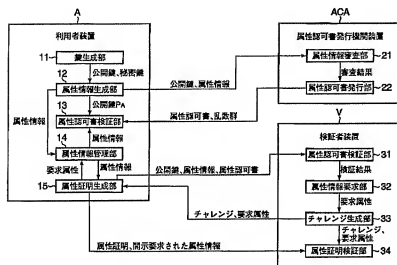 A
利用者装置
11
鍵生成部
公開鍵、秘密鍵
12
属性情報生成部
公開鍵PA
13
属性認可書検証部
属性情報
14
属性情報
属性情報管理部
要求属性
属性情報
15
属性証明生成部
公開鍵、属性情報
属性認可書、乱数群
公開鍵、属性情報、属性認可書
チャレンジ、要求属性
属性証明、開示要求された属性情報
ACA
属性認可書発行機関装置
属性情報審査部
21
審査結果
属性認可書発行部
22
V
検証者装置
属性認可書検証部
31
検証結果
属性情報要求部
32
要求属性
チャレンジ生成部
33
チャレンジ、
要求属性
属性証明検証部
34